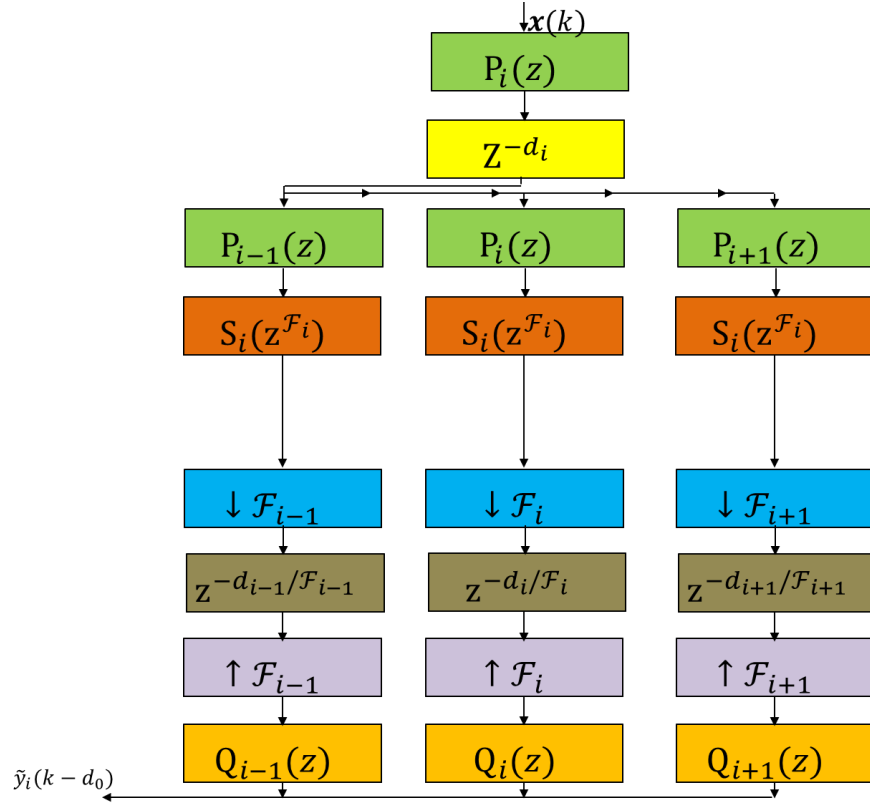 𝒙(k)
P_i(z)
Z^{-d_i}
P_{i-1}(z) P_i(z) P_{i+1}(z)
S_i(z^{ℱ_i}) S_i(z^{ℱ_i}) S_i(z^{ℱ_i})
↓ ℱ_{i-1} ↓ ℱ_i ↓ ℱ_{i+1}
z^{-d_{i-1}/ℱ_{i-1}} z^{-d_i/ℱ_i} z^{-d_{i+1}/ℱ_{i+1}}
↑ ℱ_{i-1} ↑ ℱ_i ↑ ℱ_{i+1}
Q_{i-1}(z) Q_i(z) Q_{i+1}(z)
ỹ_i(k − d_0)